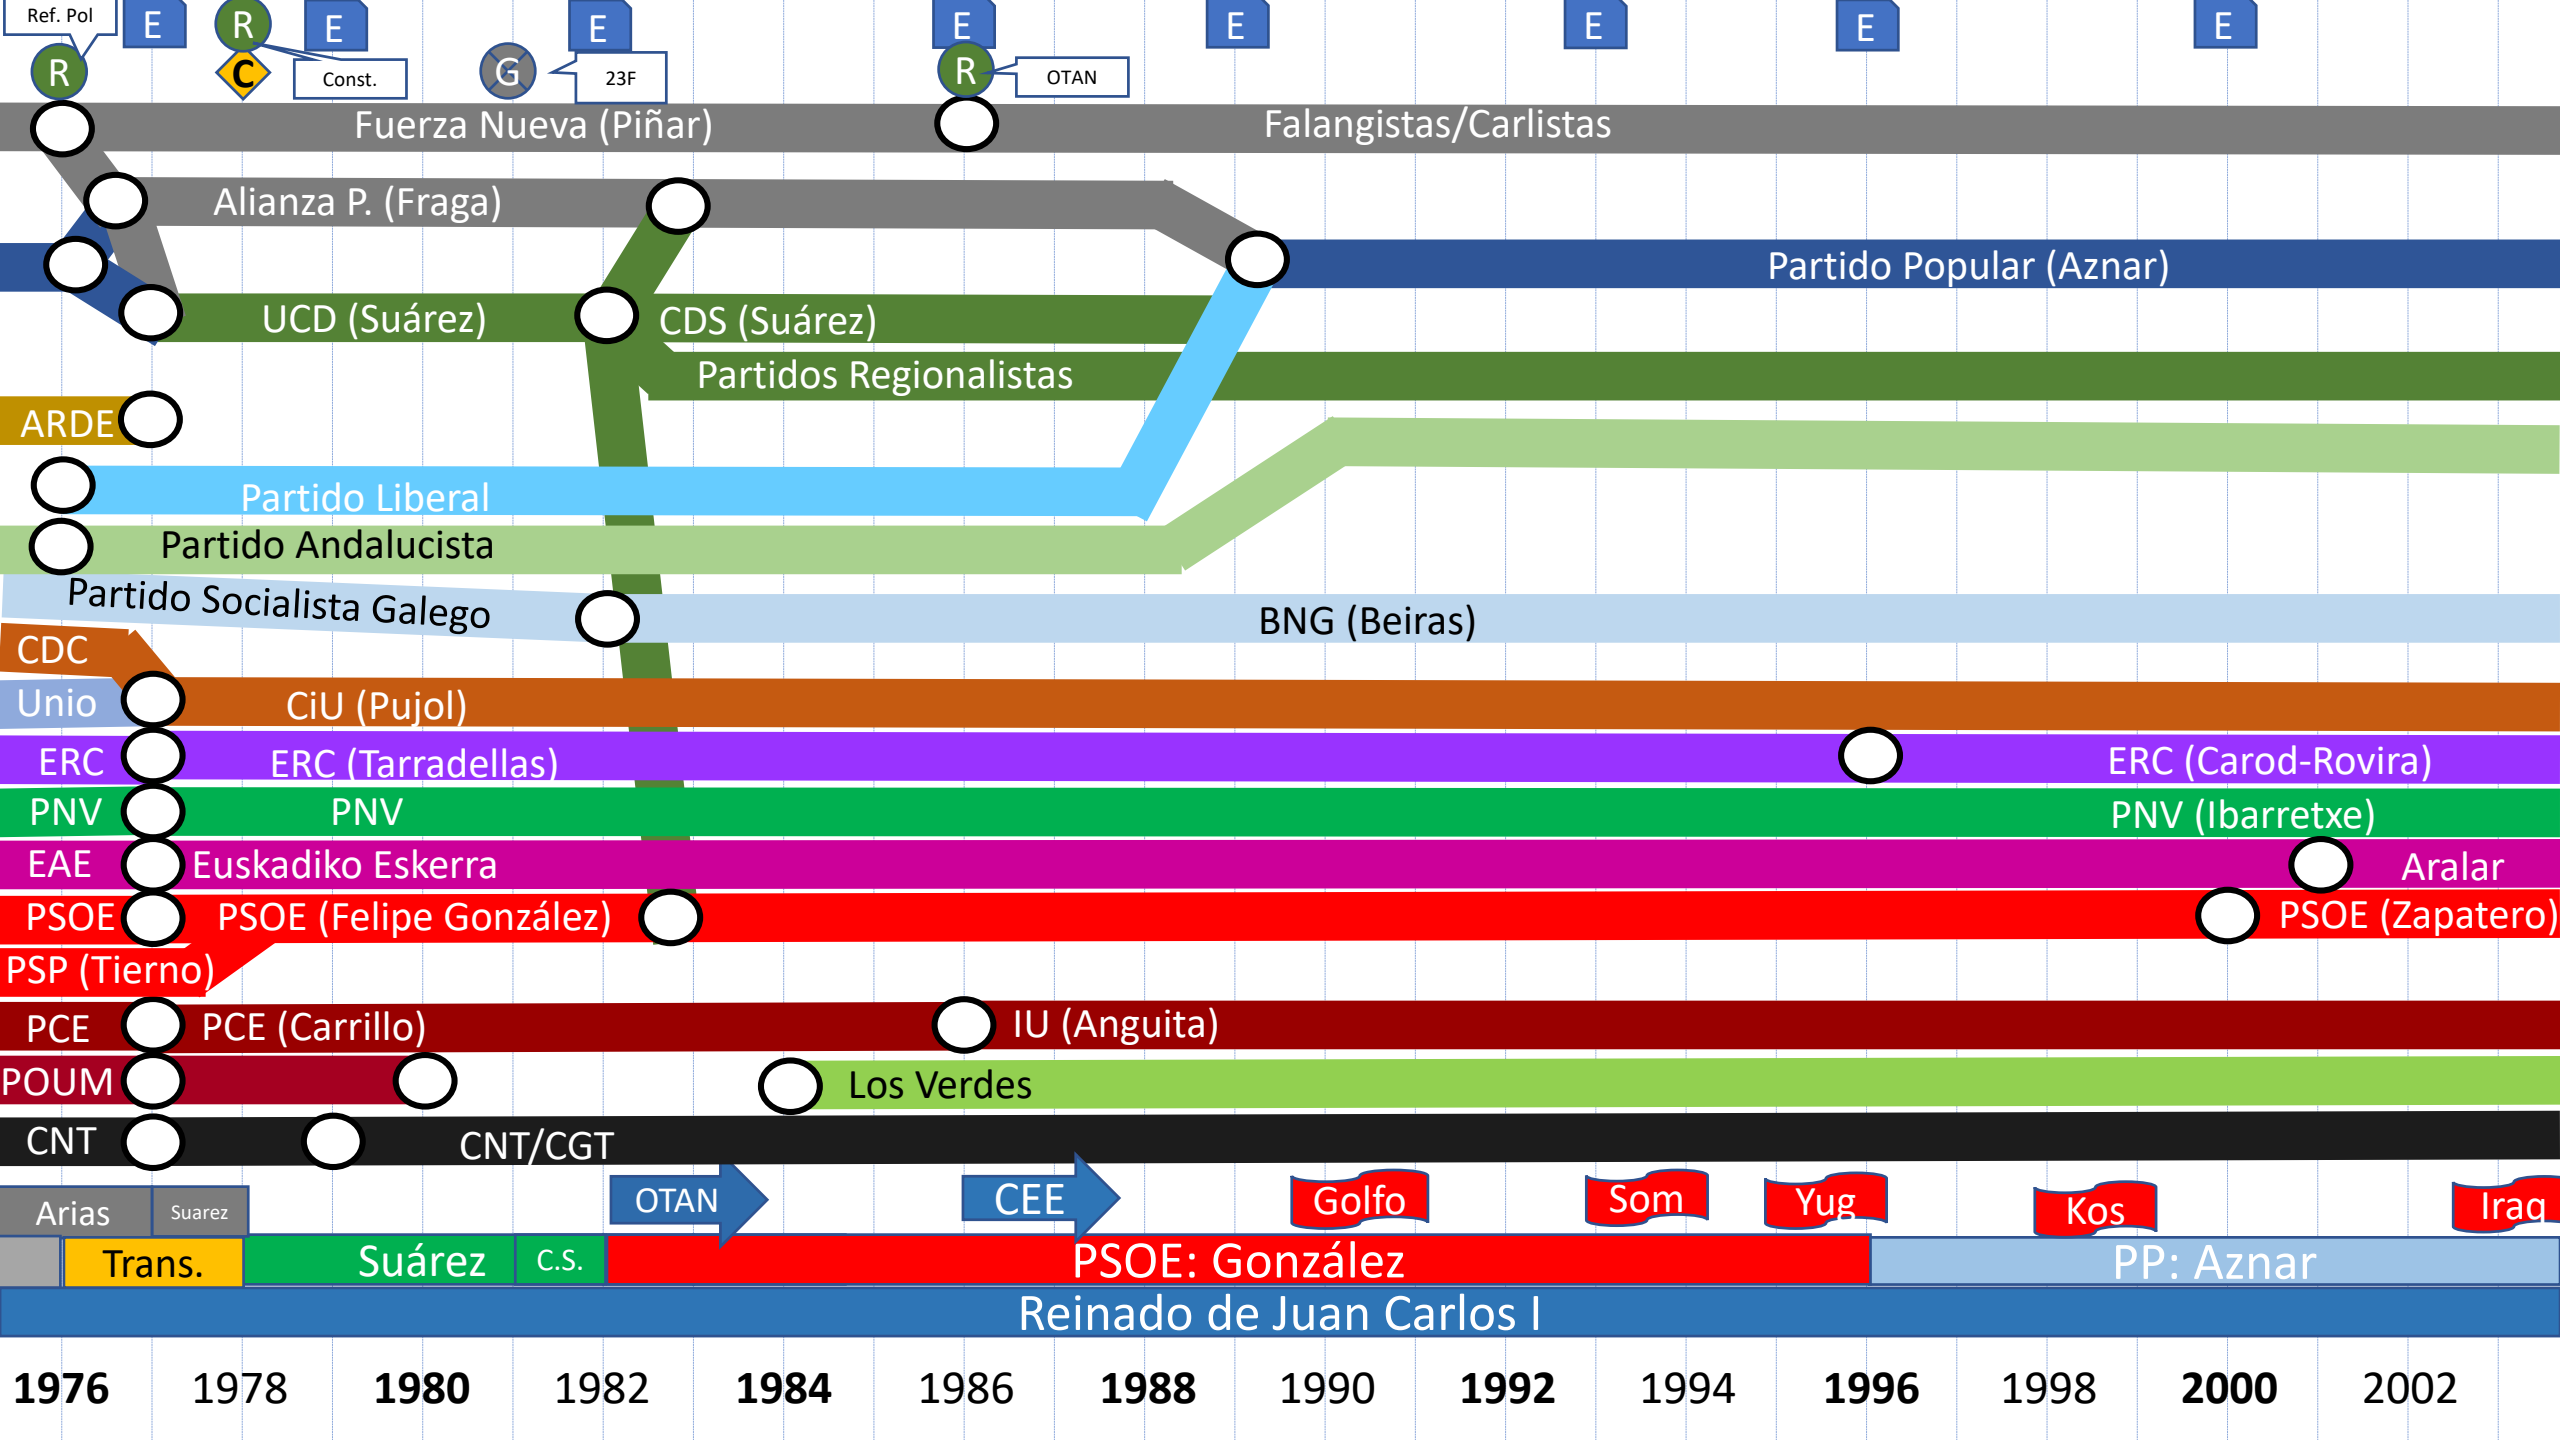 Ref. Pol
E
R
E
E
E
E
E
E
E
R
C
Const.
G
23F
R
OTAN
Fuerza Nueva (Piñar)
Falangistas/Carlistas
Alianza P. (Fraga)
Partido Popular (Aznar)
UCD (Suárez)
CDS (Suárez)
Partidos Regionalistas
ARDE
Partido Liberal
Partido Andalucista
Partido Socialista Galego
BNG (Beiras)
CDC
Unio
CiU (Pujol)
ERC
ERC (Tarradellas)
ERC (Carod-Rovira)
PNV
PNV
PNV (Ibarretxe)
EAE
Euskadiko Eskerra
Aralar
PSOE
PSOE (Felipe González)
PSOE (Zapatero)
PSP (Tierno)
PCE
PCE (Carrillo)
IU (Anguita)
POUM
Los Verdes
CNT
CNT/CGT
Arias
Suarez
OTAN
CEE
Golfo
Som
Yug
Kos
Iraq
Trans.
Suárez
C.S.
PSOE: González
PP: Aznar
Reinado de Juan Carlos I
1976
1978
1980
1982
1984
1986
1988
1990
1992
1994
1996
1998
2000
2002